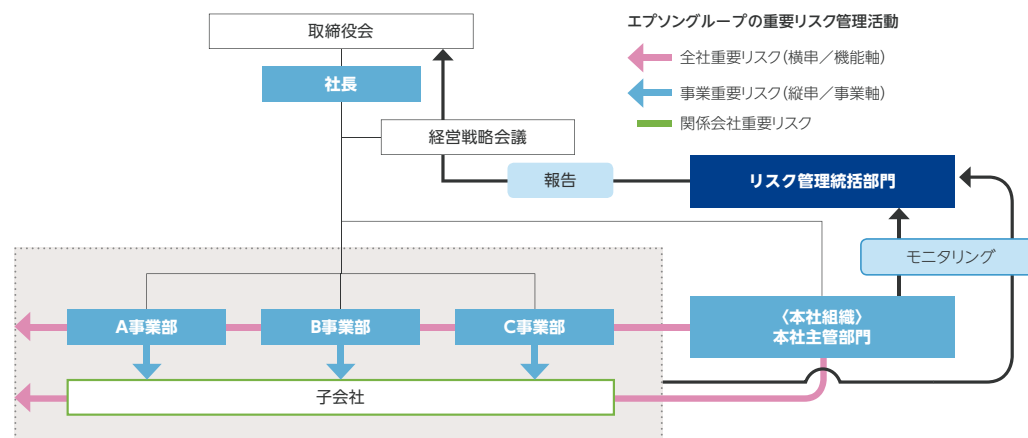 取締役会
エプソングループの重要リスク管理活動
全社重要リスク（横串／機能軸）
社長
事業重要リスク（縦串／事業軸）
関係会社重要リスク
経営戦略会議
報告
リスク管理統括部門
モニタリング
A事業部
B事業部
C事業部
〈本社組織〉
本社主管部門
子会社